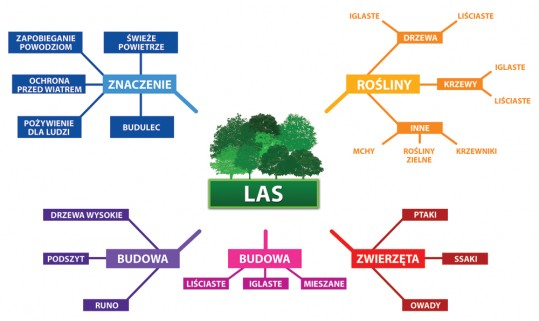 ZAPOBIEGANIE
POWODZIOM
ŚWIEŻE
POWIETRZE
OCHRONA
PRZED WIATREM
ZNACZENIE
POŻYWIENIE
DLA LUDZI
BUDULEC
IGLASTE
LIŚCIASTE
DRZEWA
ROŚLINY
KRZEWY
IGLASTE
LIŚCIASTE
INNE
MCHY
ROŚLINY
ZIELNE
KRZEWNIKI
LAS
DRZEWA WYSOKIE
PODSZYT
BUDOWA
RUNO
BUDOWA
LIŚCIASTE
IGLASTE
MIESZANE
ZWIERZĘTA
PTAKI
SSAKI
OWADY